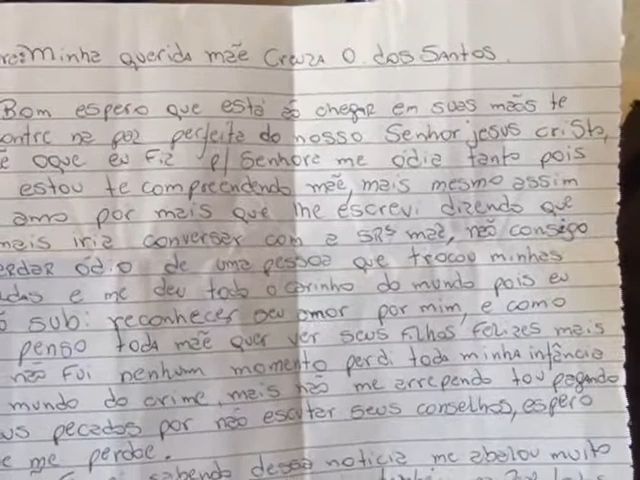 Minha querida mãe Creuza O. dos Santos.
Bom espero que está ao chegar em suas mãos te
contre na paz perfeita do nosso Senhor jesus crisTo,
é oque eu Fiz p/ Senhora me odia tanto pois
estou te compreendendo mãe, mais mesmo assim
amo por mais que lhe escrevi dizendo que
mais iria conversar com a SRS mãe, não consigo
ódio de uma pessoa que trocou minhas
das e me deu todo o carinho do mundo pois eu
sub: reconhecer seu amor por mim, e como
penso toda mãe quer ver seus Filhos Felizes mais
não Fui nenhum momento perdi toda minha infância
mundo do crime, mais não me arrependo tou pagando
us pecados por não escutar seus conselhos, espero
e me perdoe.
sabendo dessa noticia me abalou muito